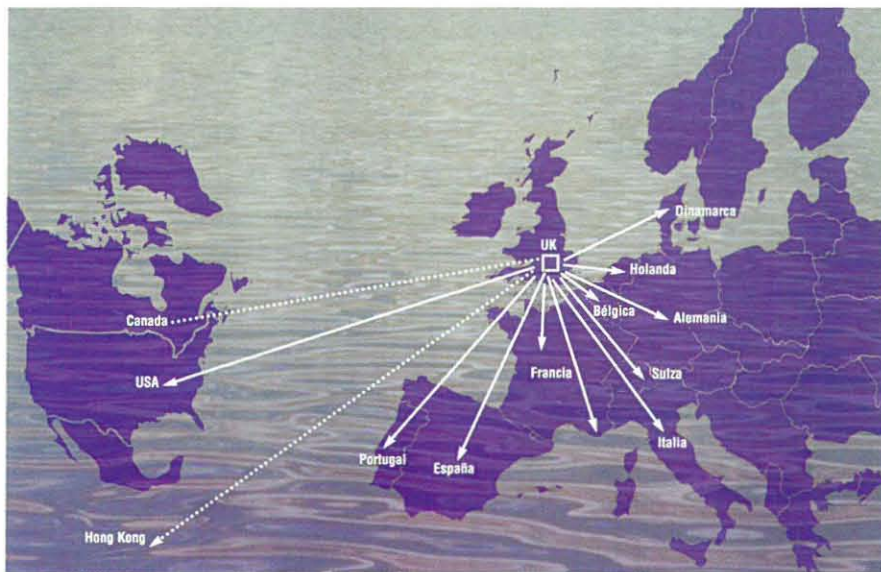 Dinamarca
UK
Holanda
Bélgica
Alemania
Canada
Francia
Suiza
USA
Italia
Portugal
España
Hong Kong